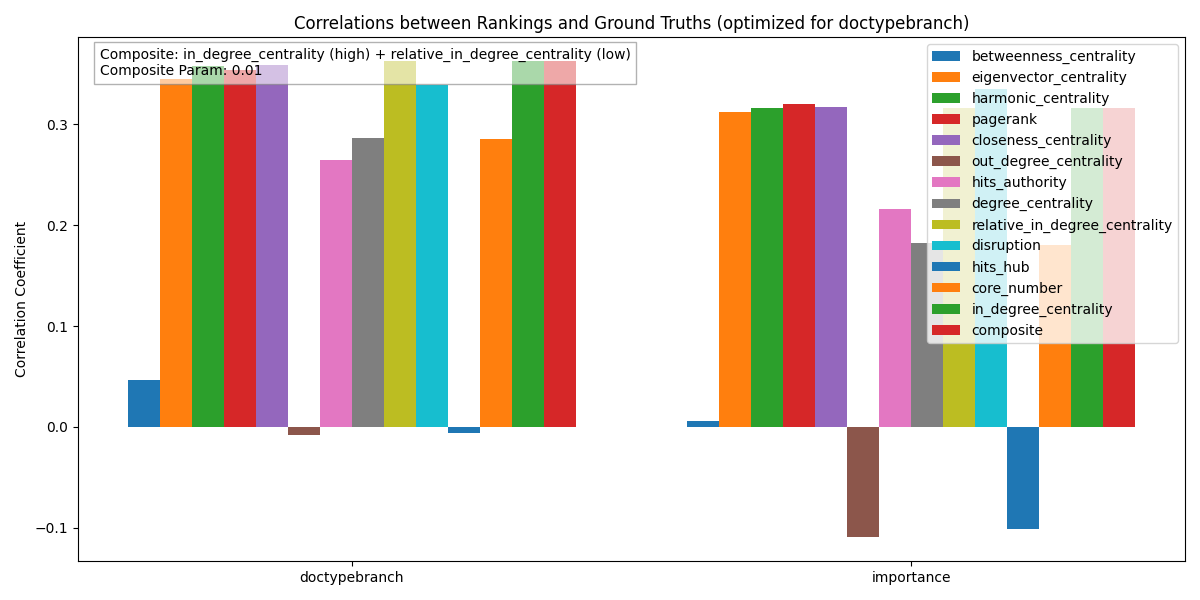 Correlations between Rankings and Ground Truths (optimized for doctypebranch)
Composite: in_degree_centrality (high) + relative_in_degree_centrality (low)
Composite Param: 0.01
betweenness_centrality
eigenvector_centrality
harmonic_centrality
pagerank
closeness_centrality
out_degree_centrality
hits_authority
degree_centrality
relative_in_degree_centrality
disruption
hits_hub
core_number
in_degree_centrality
composite
Correlation Coefficient
0.3
0.2
0.1
0.0
−0.1
doctypebranch
importance